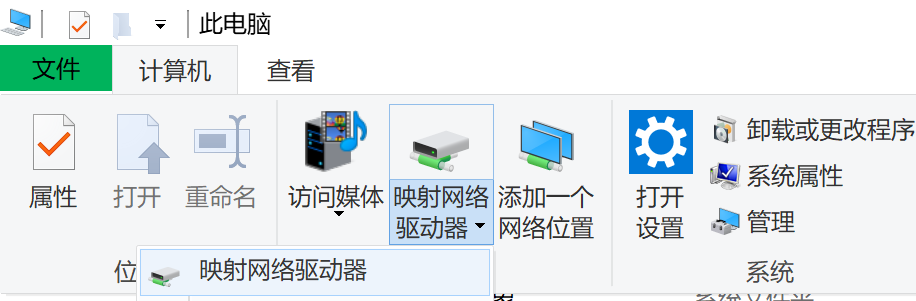 此电脑
文件
计算机
查看
属性
打开
重命名
访问媒体
映射网络
驱动器
添加一个
网络位置
打开
设置
卸载或更改程序
系统属性
管理
位
映射网络驱动器
系统